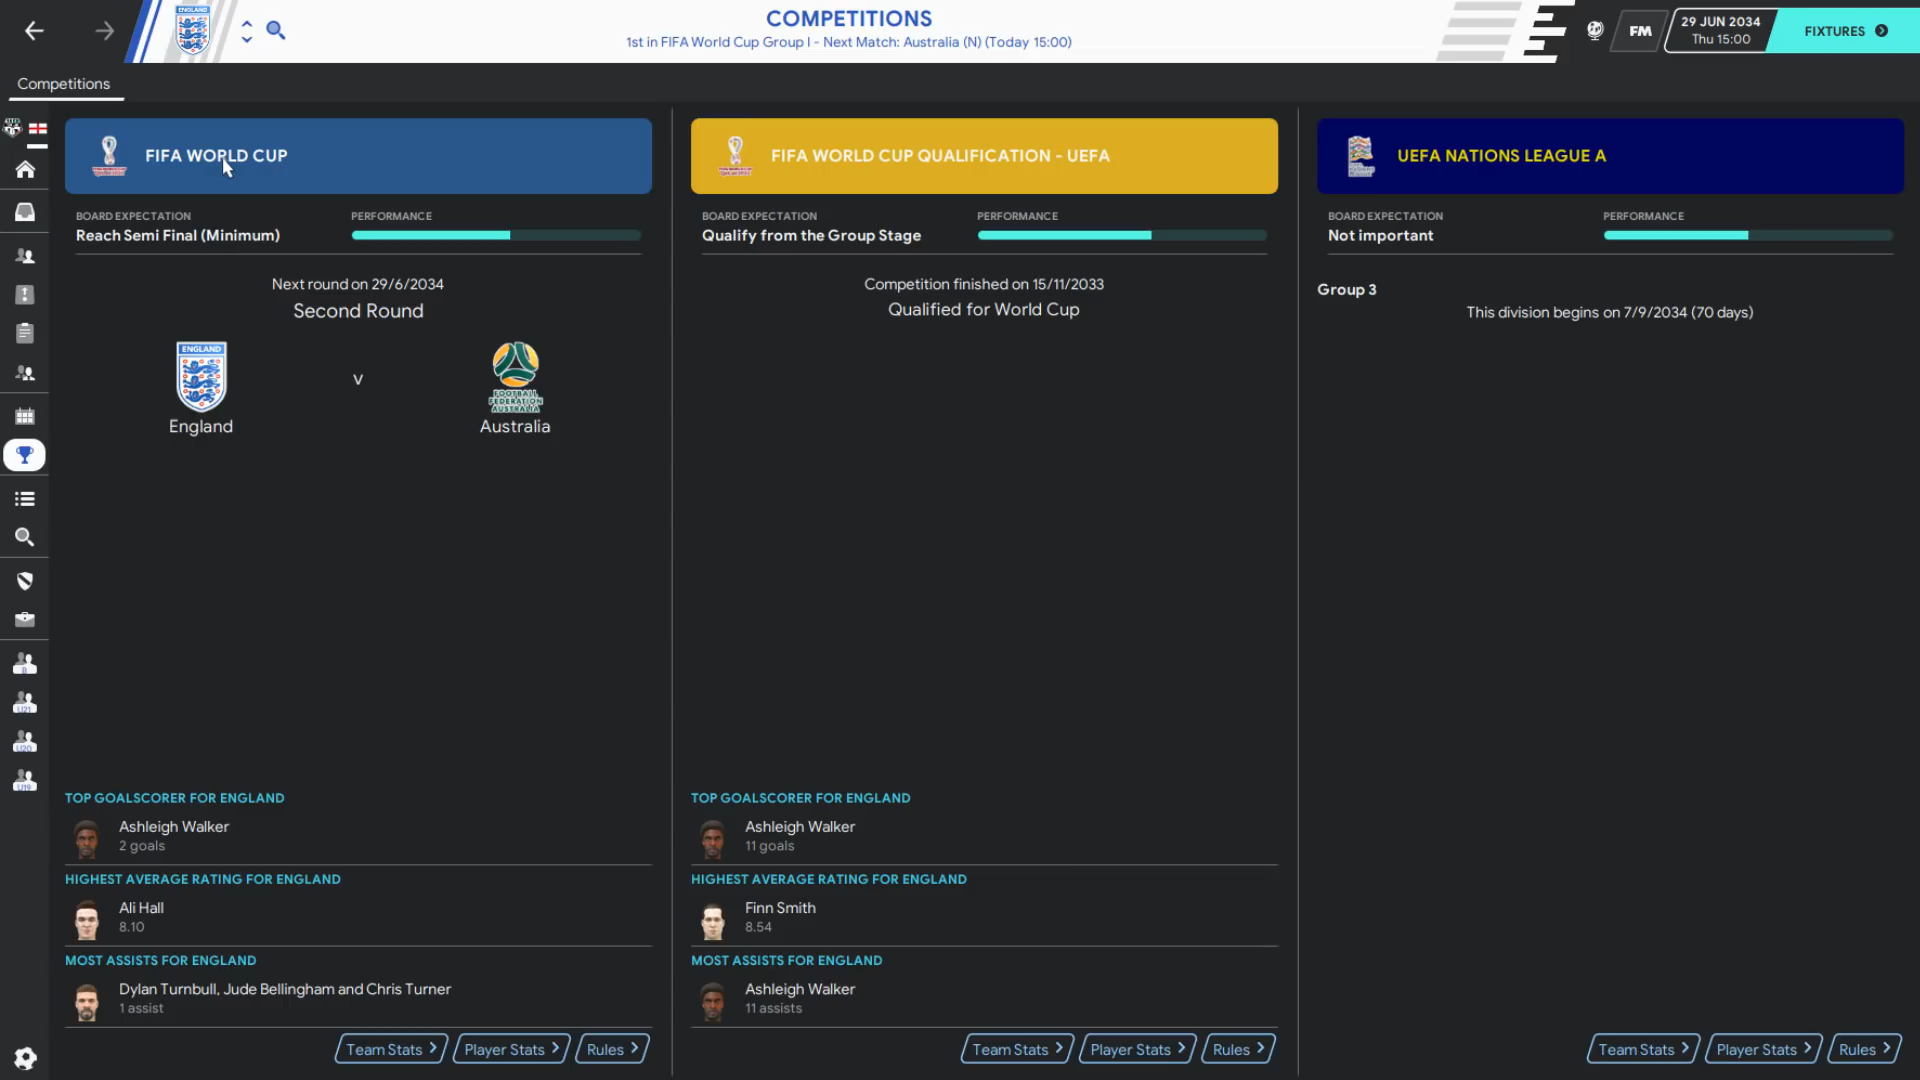 COMPETITIONS
1st in FIFA World Cup Group I - Next Match: Australia (N) (Today 15:00)
FM
29 JUN 2034
Thu 15:00
FIXTURES
Competitions
FIFA WORLD CUP
BOARD EXPECTATION
PERFORMANCE
Reach Semi Final (Minimum)
Next round on 29/6/2034
Second Round
ENGLAND
v
FOOTBALL
FEDERATION
AUSTRALIA
England
Australia
TOP GOALSCORER FOR ENGLAND
Ashleigh Walker
2 goals
HIGHEST AVERAGE RATING FOR ENGLAND
Ali Hall
8.10
MOST ASSISTS FOR ENGLAND
Dylan Turnbull, Jude Bellingham and Chris Turner
1 assist
Team Stats
Player Stats
Rules
FIFA WORLD CUP QUALIFICATION - UEFA
BOARD EXPECTATION
PERFORMANCE
Qualify from the Group Stage
Competition finished on 15/11/2033
Qualified for World Cup
TOP GOALSCORER FOR ENGLAND
Ashleigh Walker
11 goals
HIGHEST AVERAGE RATING FOR ENGLAND
Finn Smith
8.54
MOST ASSISTS FOR ENGLAND
Ashleigh Walker
11 assists
Team Stats
Player Stats
Rules
UEFA NATIONS LEAGUE A
BOARD EXPECTATION
PERFORMANCE
Not important
Group 3
This division begins on 7/9/2034 (70 days)
Team Stats
Player Stats
Rules
ENGLAND
B
U21
U20
U19